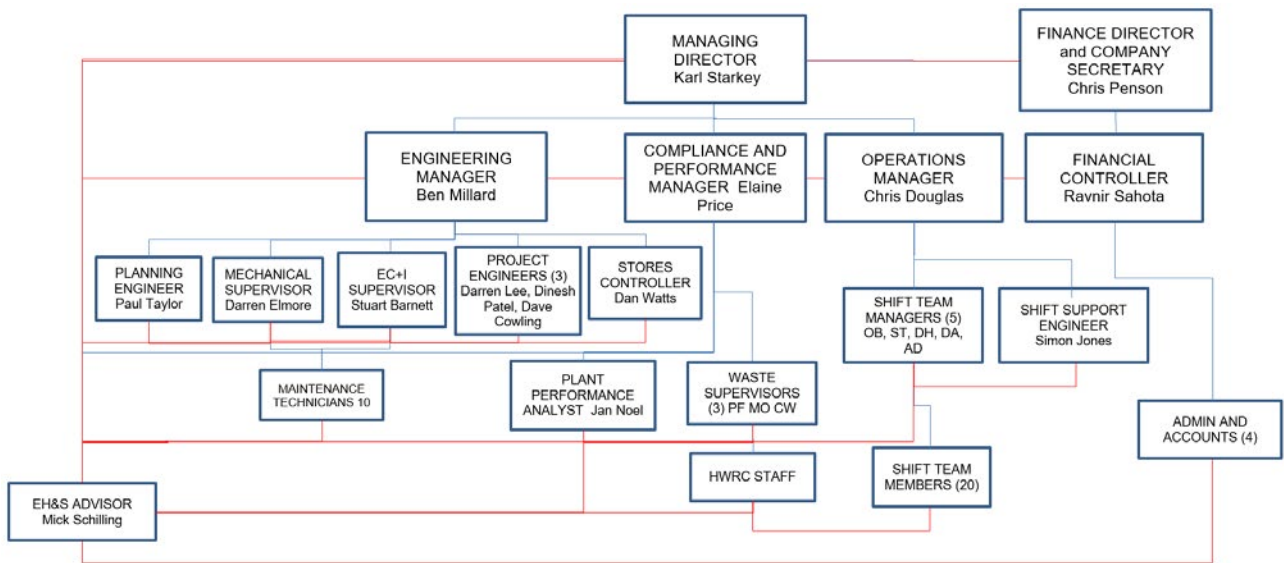 MANAGING
DIRECTOR
Karl Starkey
FINANCE DIRECTOR
and COMPANY
SECRETARY
Chris Penson
ENGINEERING
MANAGER
Ben Millard
COMPLIANCE AND
PERFORMANCE
MANAGER Elaine
Price
OPERATIONS
MANAGER
Chris Douglas
FINANCIAL
CONTROLLER
Ravnir Sahota
PLANNING
ENGINEER
Paul Taylor
MECHANICAL
SUPERVISOR
Darren Elmore
EC+I
SUPERVISOR
Stuart Barnett
PROJECT
ENGINEERS (3)
Darren Lee, Dinesh
Patel, Dave
Cowling
STORES
CONTROLLER
Dan Watts
SHIFT TEAM
MANAGERS (5)
OB, ST, DH, DA,
AD
SHIFT SUPPORT
ENGINEER
Simon Jones
MAINTENANCE
TECHNICIANS 10
PLANT
PERFORMANCE
ANALYST Jan Noel
WASTE
SUPERVISORS
(3) PF MO CW
ADMIN AND
ACCOUNTS (4)
HWRC STAFF
SHIFT TEAM
MEMBERS (20)
EH&S ADVISOR
Mick Schilling